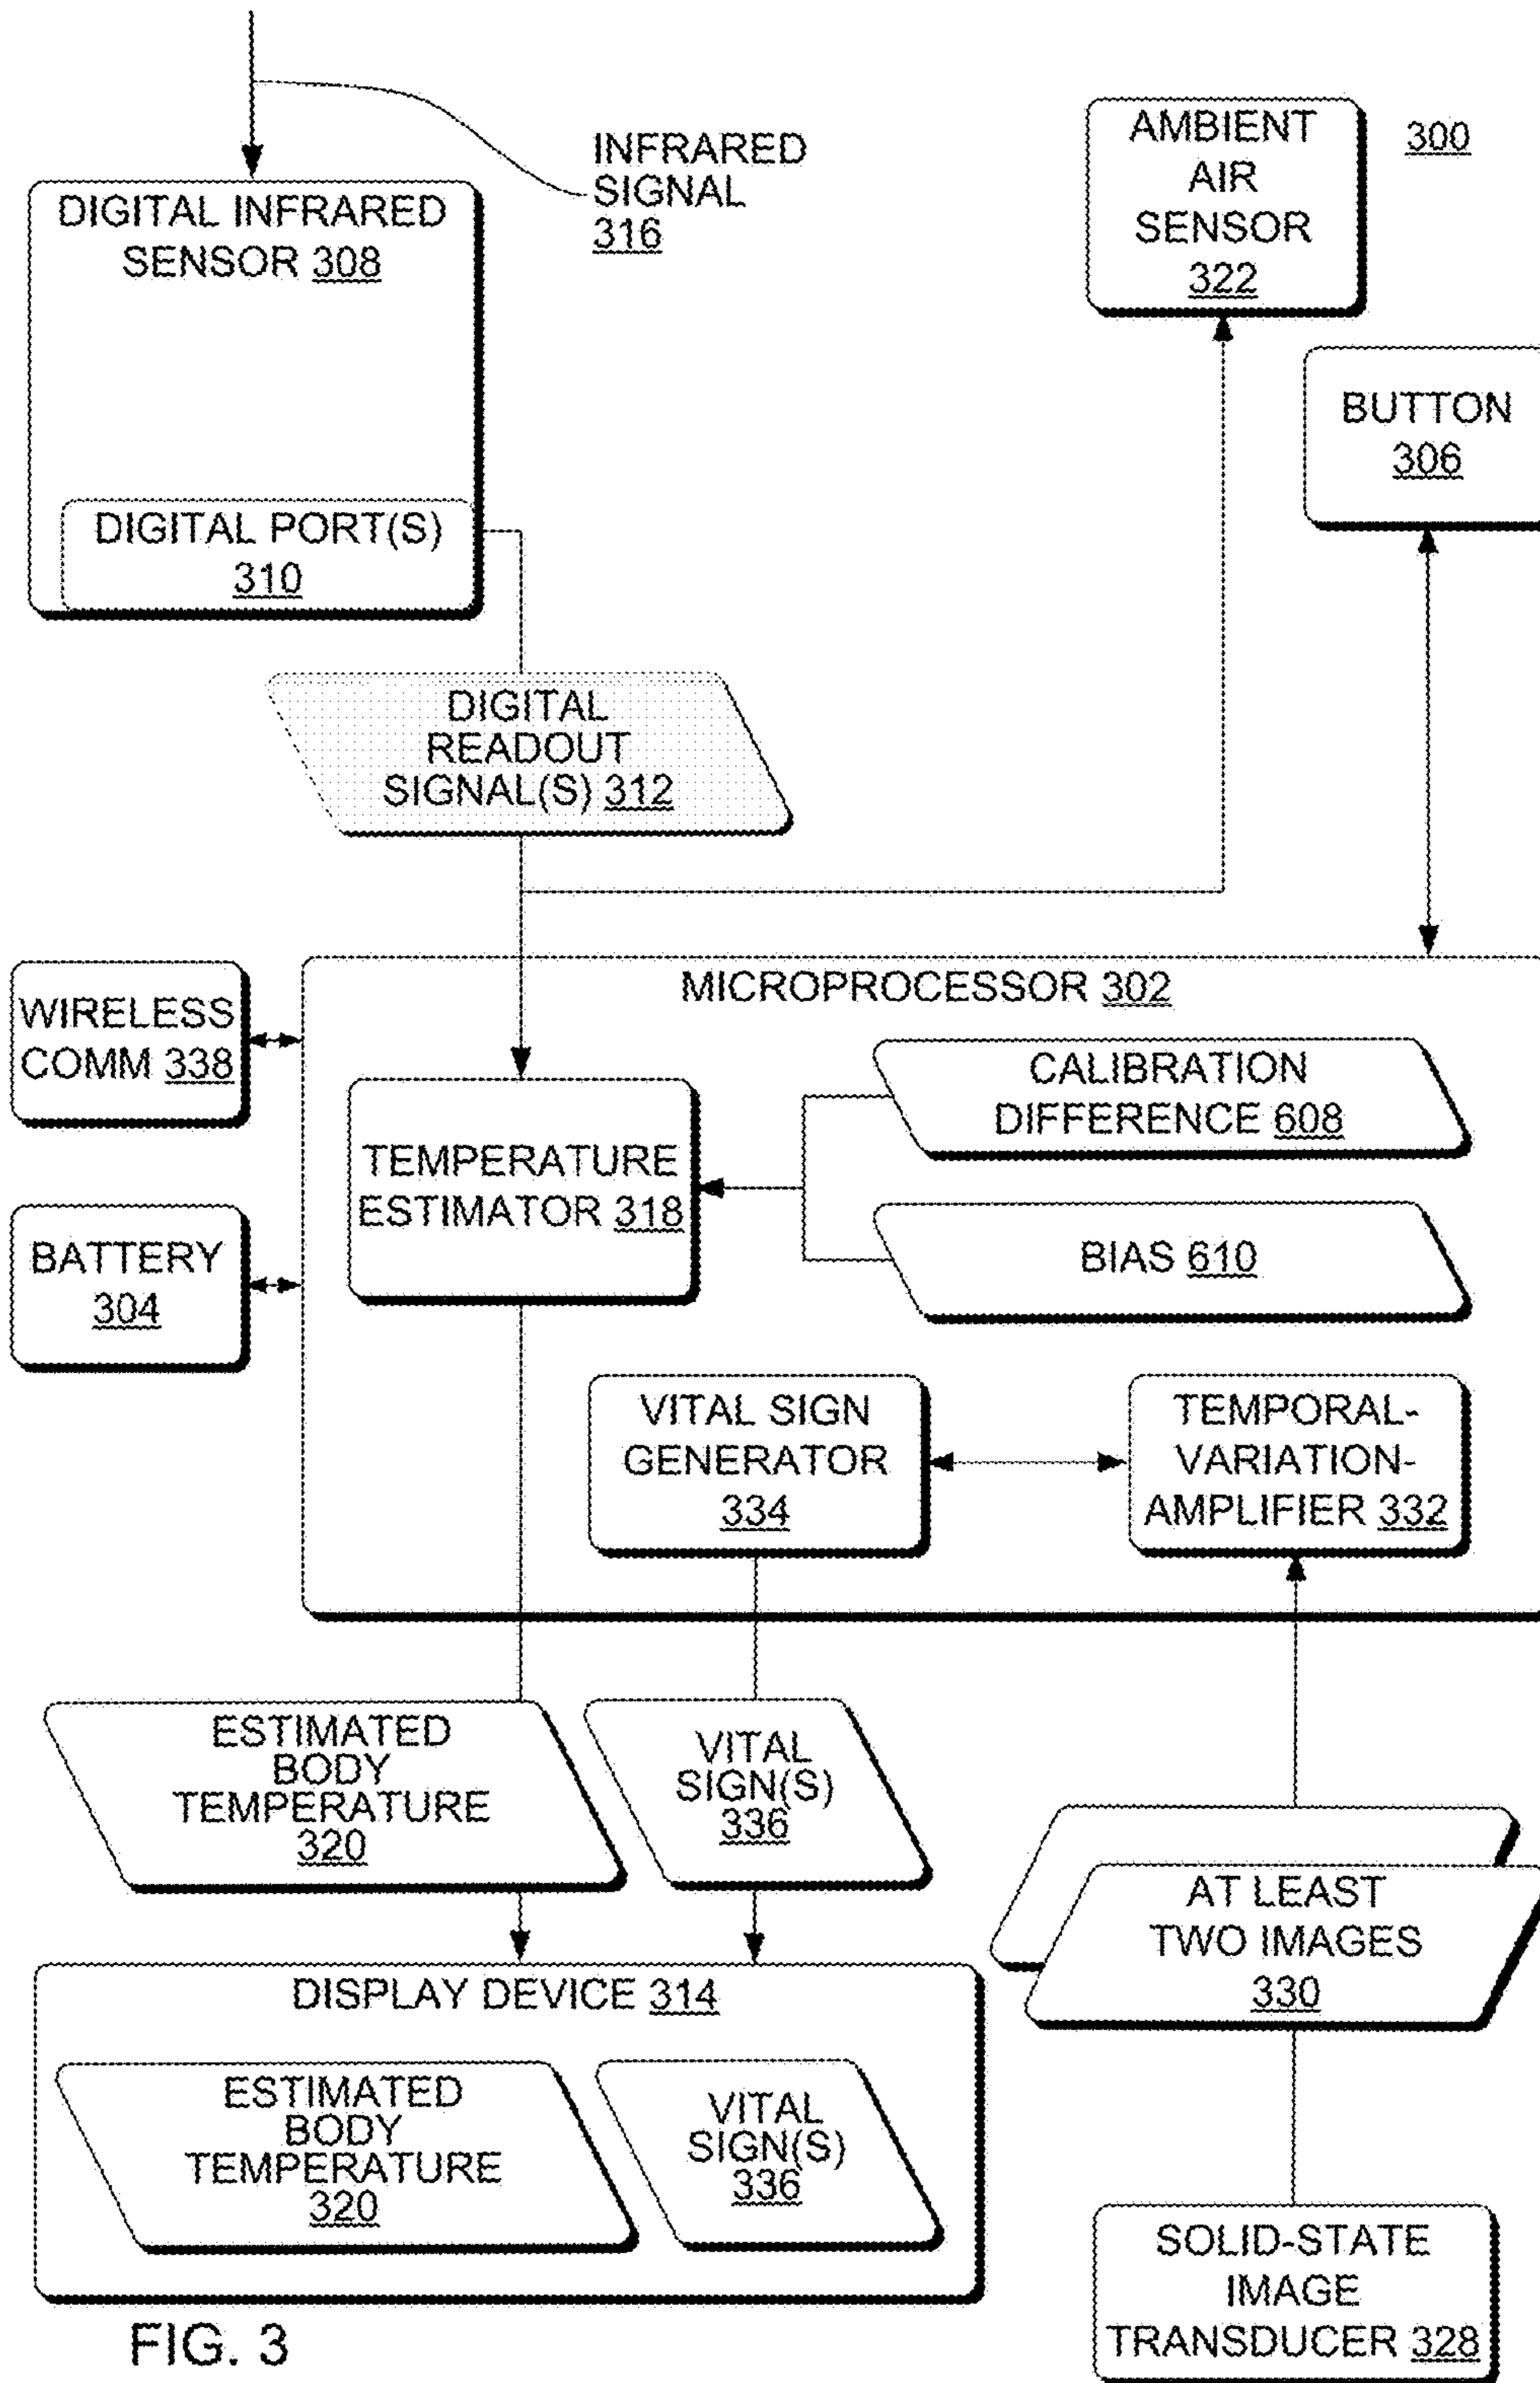 INFRARED
SIGNAL
316
AMBIENT
AIR
SENSOR
322
300
DIGITAL INFRARED
SENSOR 308
BUTTON
306
DIGITAL PORT(S)
310
DIGITAL
READOUT
SIGNAL(S) 312
MICROPROCESSOR 302
WIRELESS
COMM 338
CALIBRATION
DIFFERENCE 608
TEMPERATURE
ESTIMATOR 318
BATTERY
304
BIAS 610
VITAL SIGN
GENERATOR
334
TEMPORAL-
VARIATION-
AMPLIFIER 332
ESTIMATED
BODY
TEMPERATURE
320
VITAL
SIGN(S)
336
AT LEAST
TWO IMAGES
330
DISPLAY DEVICE 314
ESTIMATED
BODY
TEMPERATURE
320
VITAL
SIGN(S)
336
SOLID-STATE
IMAGE
TRANSDUCER 328
FIG. 3